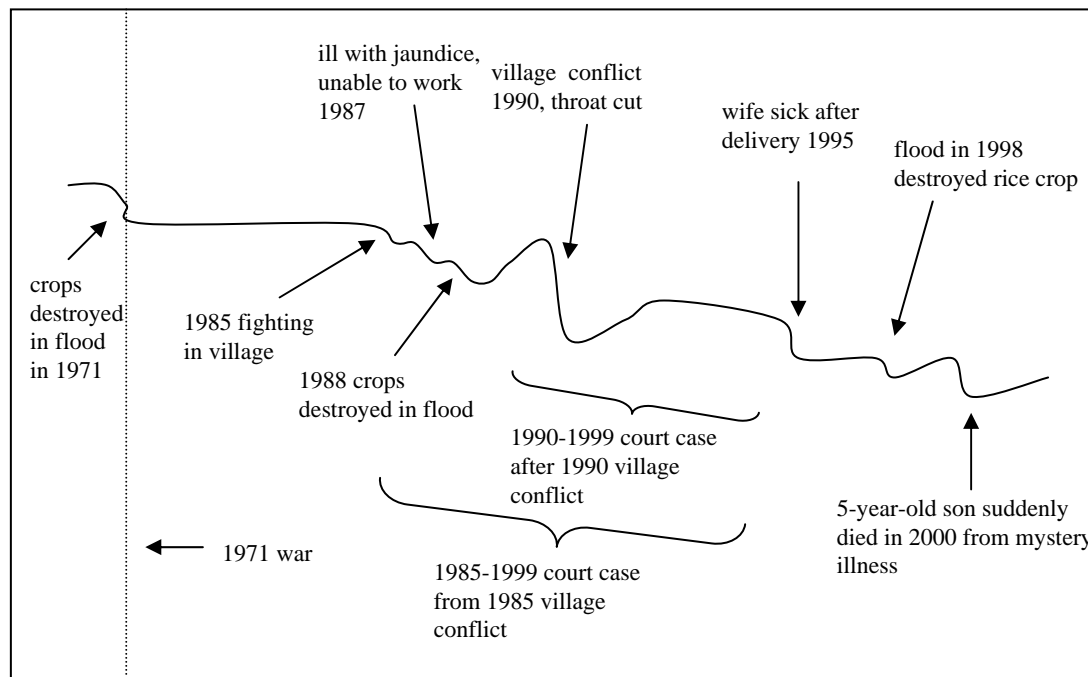 ill with jaundice,
unable to work
1987
village conflict
1990, throat cut
wife sick after
delivery 1995
flood in 1998
destroyed rice crop
crops
destroyed
in flood
in 1971
1985 fighting
in village
1988 crops
destroyed in flood
1990-1999 court case
after 1990 village
conflict
5-year-old son suddenly
died in 2000 from mystery
illness
1971 war
1985-1999 court case
from 1985 village
conflict